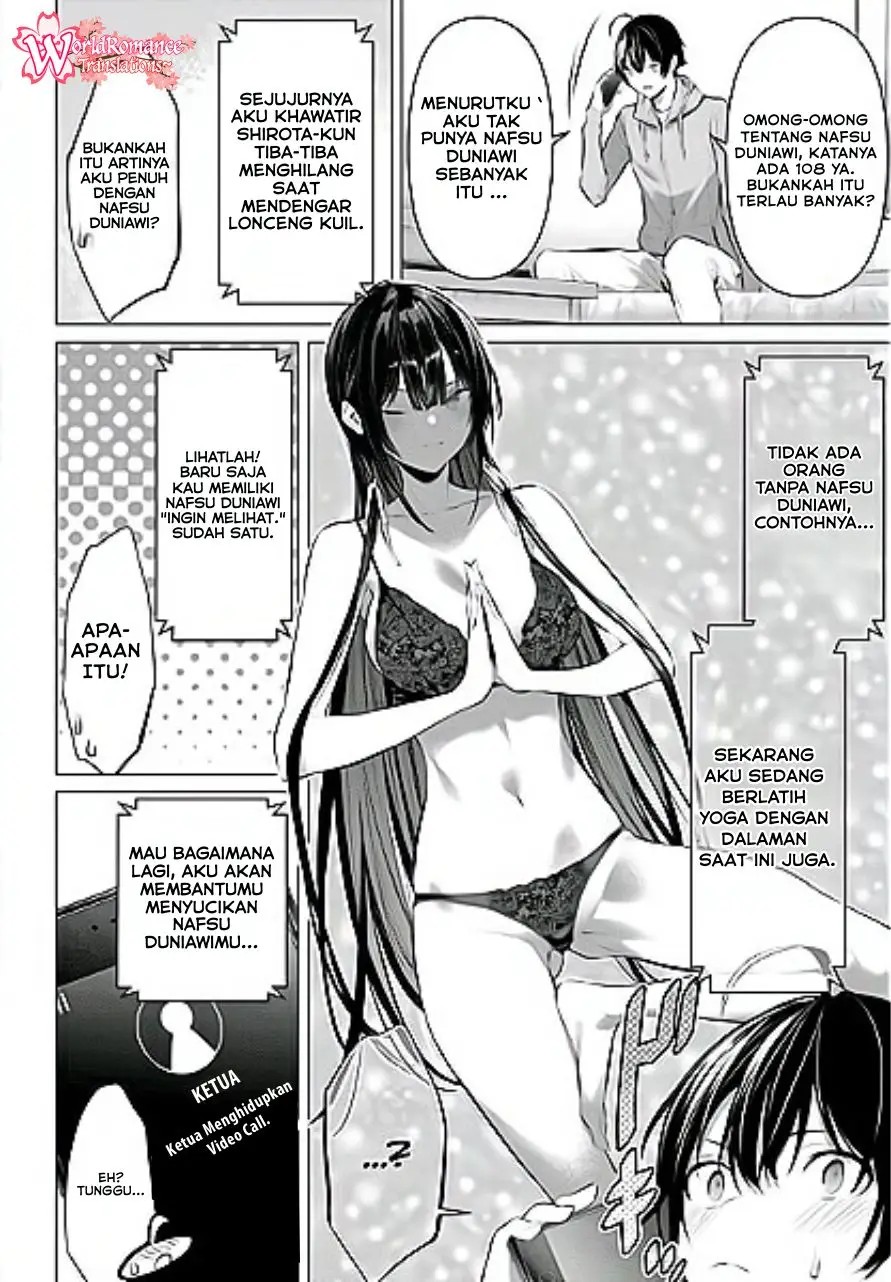 WorldRomance
Translations
OMONG-OMONG
TENTANG NAFSU
DUNIAWI, KATANYA
ADA 108 YA.
BUKANKAH ITU
TERLAU BANYAK?
MENURUTKU `
AKU TAK
PUNYA NAFSU
DUNIAWI
SEBANYAK
ITU ...
SEJUJURNYA
AKU KHAWATIR
SHIROTA-KUN
TIBA-TIBA
MENGHILANG
SAAT
MENDENGAR
LONCENG KUIL.
BUKANKAH
ITU ARTINYA
AKU PENUH
DENGAN
NAFSU
DUNIAWI?
TIDAK ADA
ORANG
TANPA NAFSU
DUNIAWI,
CONTOHNYA...
SEKARANG
AKU SEDANG
BERLATIH
YOGA DENGAN
DALAMAN
SAAT INI JUGA.
...?
ドキ
LIHATLAH!
BARU SAJA
KAU MEMILIKI
NAFSU DUNIAWI
"INGIN MELIHAT."
SUDAH SATU.
APA-
APAAN
ITU!
MAU BAGAIMANA
LAGI, AKU AKAN
MEMBANTUMU
MENYUCIKAN
NAFSU
DUNIAWIMU...
KETUA
Ketua Menghidupkan
Video Call.
EH?
TUNGGU...